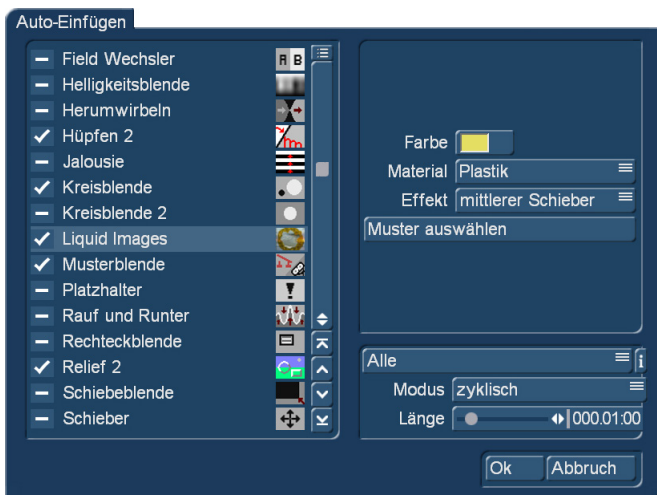 Auto-Einfügen
Field Wechsler
A B
Helligkeitsblende
Herumwirbeln
Hüpfen 2
Jalousie
Kreisblende
Kreisblende 2
Liquid Images
Musterblende
Platzhalter
Rauf und Runter
Rechteckblende
Relief 2
Schiebeblende
Schieber
Farbe
Material Plastik
Effekt mittlerer Schieber
Muster auswählen
Alle i
Modus zyklisch
Länge 000.01:00
Ok Abbruch